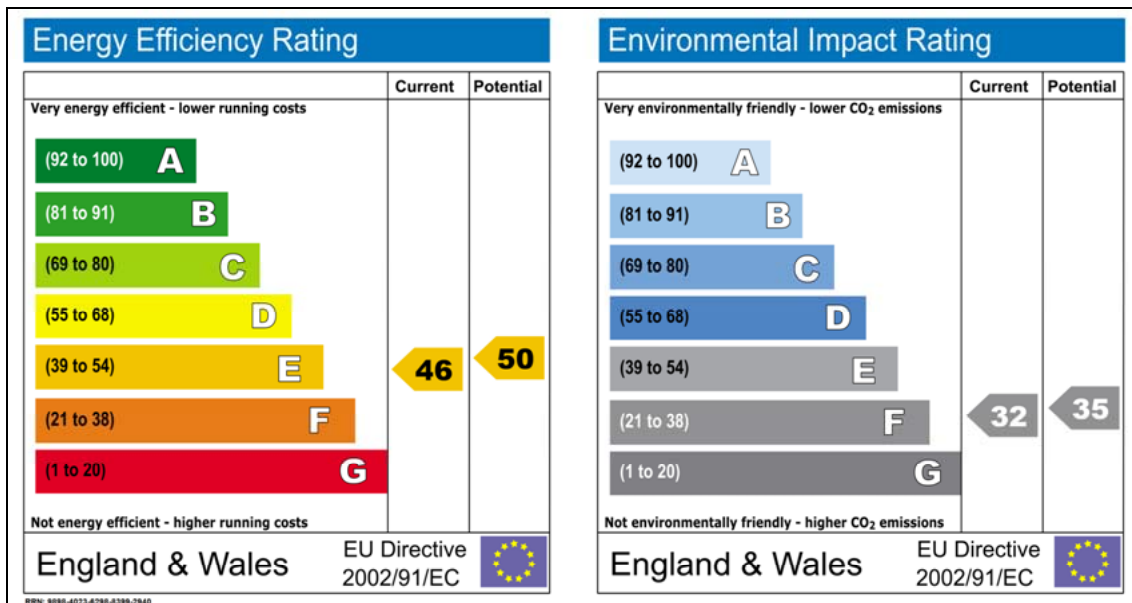 Energy Efficiency Rating
Current Potential
Very energy efficient - lower running costs
(92 to 100) A
(81 to 91) B
(69 to 80) C
(55 to 68) D
(39 to 54) E
46
50
(21 to 38) F
(1 to 20) G
Not energy efficient - higher running costs
England & Wales
EU Directive
2002/91/EC
Environmental Impact Rating
Current Potential
Very environmentally friendly - lower CO₂ emissions
(92 to 100) A
(81 to 91) B
(69 to 80) C
(55 to 68) D
(39 to 54) E
(21 to 38) F
32
35
(1 to 20) G
Not environmentally friendly - higher CO₂ emissions
England & Wales
EU Directive
2002/91/EC